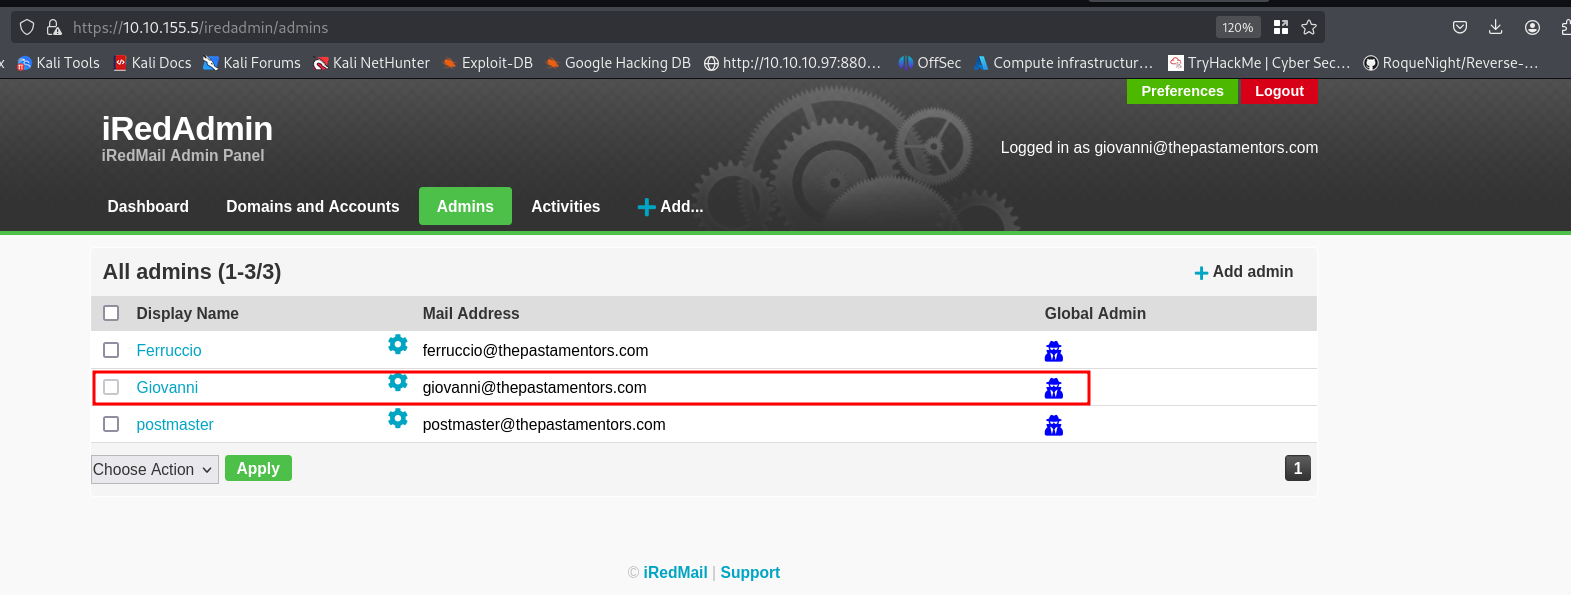 https://10.10.155.5/iredadmin/admins 120%
x Kali Tools Kali Docs Kali Forums Kali NetHunter Exploit-DB Google Hacking DB http://10.10.10.97:880… OffSec Compute infrastructur… TryHackMe | Cyber Sec… RoqueNight/Reverse-…
Preferences Logout
iRedAdmin
iRedMail Admin Panel
Logged in as giovanni@thepastamentors.com
Dashboard Domains and Accounts Admins Activities Add...
All admins (1-3/3) Add admin
Display Name Mail Address Global Admin
Ferruccio ferruccio@thepastamentors.com
Giovanni giovanni@thepastamentors.com
postmaster postmaster@thepastamentors.com
Choose Action Apply 1
© iRedMail | Support